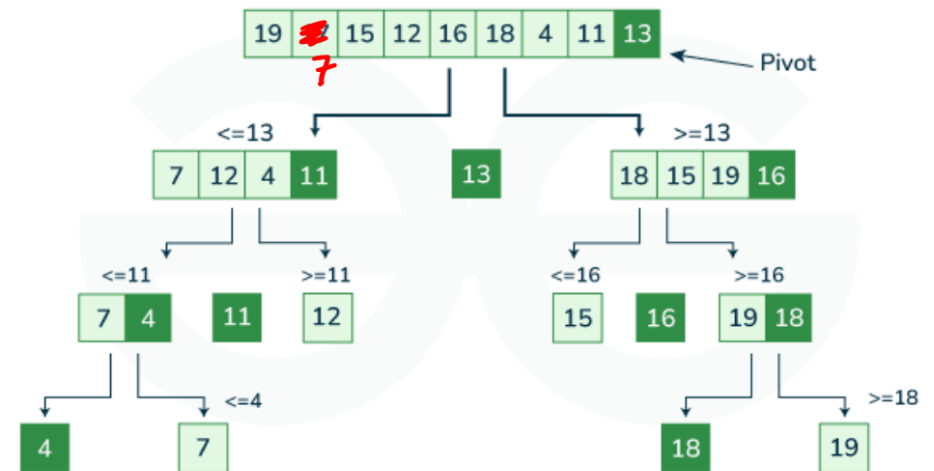 19 7 15 12 16 18 4 11 13
Pivot
<=13 >=13
7 12 4 11 13 18 15 19 16
<=11 >=11 <=16 >=16
7 4 11 12 15 16 19 18
<=4 >=18
4 7 18 19